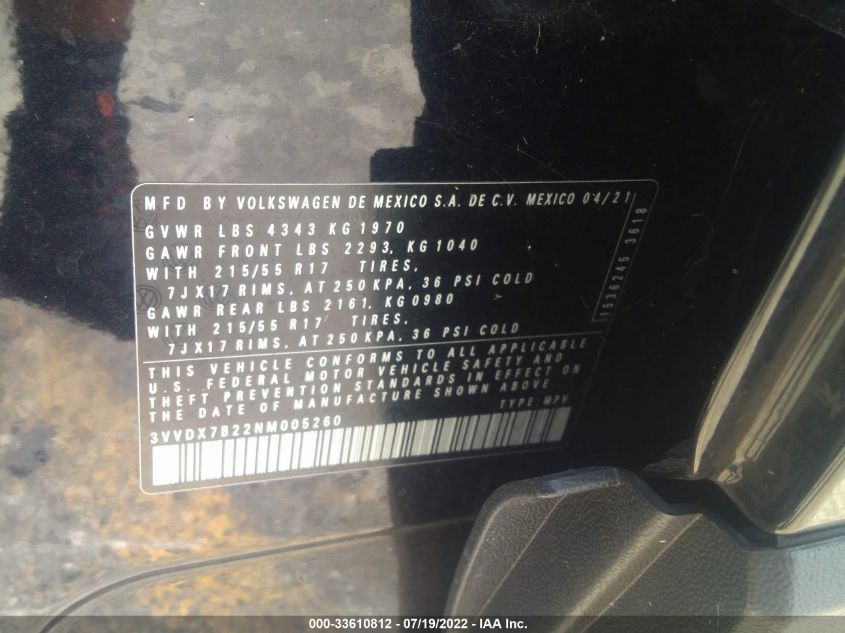 MFD BY VOLKSWAGEN DE MEXICO S.A. DE C.V. MEXICO 04/21
GVWR LBS 4343 KG 1970
GAWR FRONT LBS 2293, KG 1040
WITH 215/55 R17 TIRES,
7JX17 RIMS, AT 250 KPA, 36 PSI COLD
GAWR REAR LBS 2161, KG 0980
WITH 215/55 R17 TIRES,
7JX17 RIMS, AT 250 KPA, 36 PSI COLD
1536245 3618
THIS VEHICLE CONFORMS TO ALL APPLICABLE
U.S. FEDERAL MOTOR VEHICLE SAFETY AND
THEFT PREVENTION STANDARDS IN EFFECT ON
THE DATE OF MANUFACTURE SHOWN ABOVE.
TYPE: MPV
3VVDX7B22NM005260
000-33610812 - 07/19/2022 - IAA Inc.